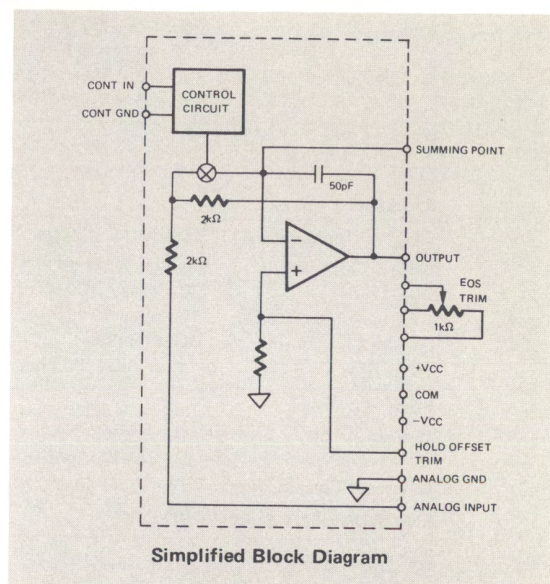 CONT IN
CONT GND
CONTROL
CIRCUIT
SUMMING POINT
50pF
2kΩ
2kΩ
−
+
OUTPUT
EOS
TRIM
1kΩ
+VCC
COM
−VCC
HOLD OFFSET
TRIM
ANALOG GND
ANALOG INPUT
Simplified Block Diagram